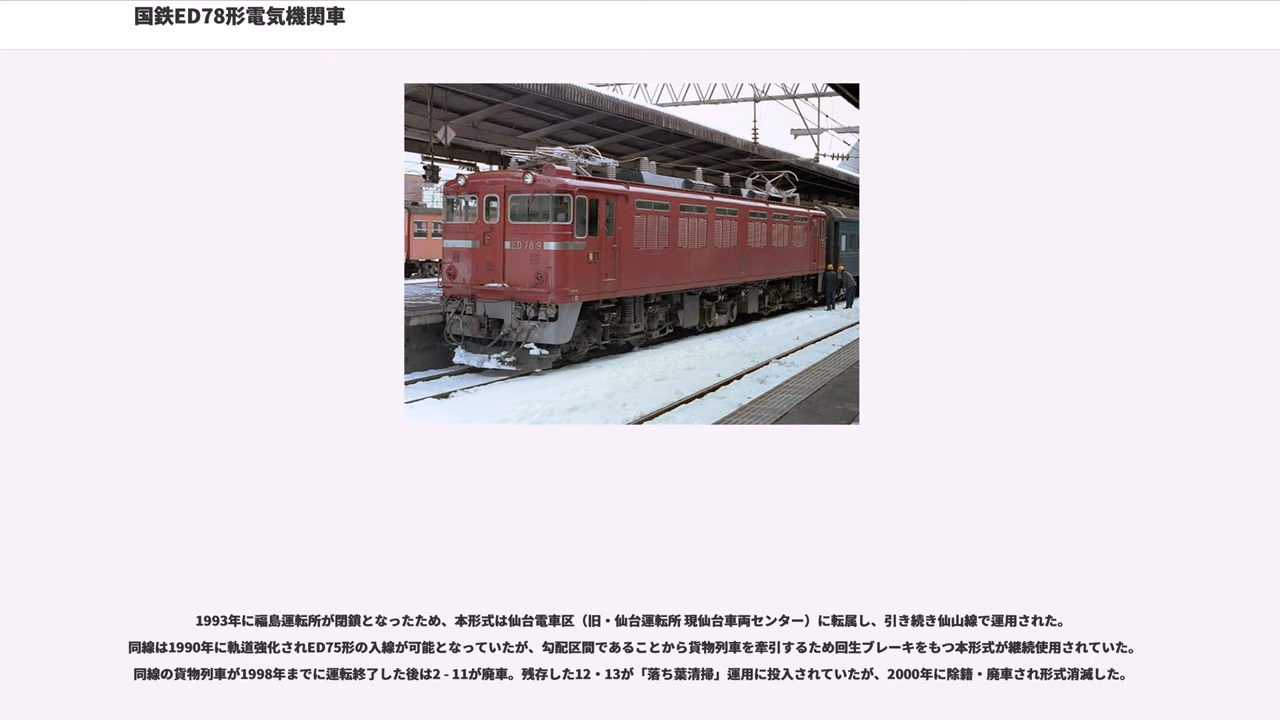 国鉄ED78形電気機関車
ED 78 9
1993年に福島運転所が閉鎖となったため、本形式は仙台電車区（旧・仙台運転所 現仙台車両センター）に転属し、引き続き仙山線で運用された。
同線は1990年に軌道強化されED75形の入線が可能となっていたが、勾配区間であることから貨物列車を牽引するため回生ブレーキをもつ本形式が継続使用されていた。
同線の貨物列車が1998年までに運転終了した後は2 - 11が廃車。残存した12・13が「落ち葉清掃」運用に投入されていたが、2000年に除籍・廃車され形式消滅した。